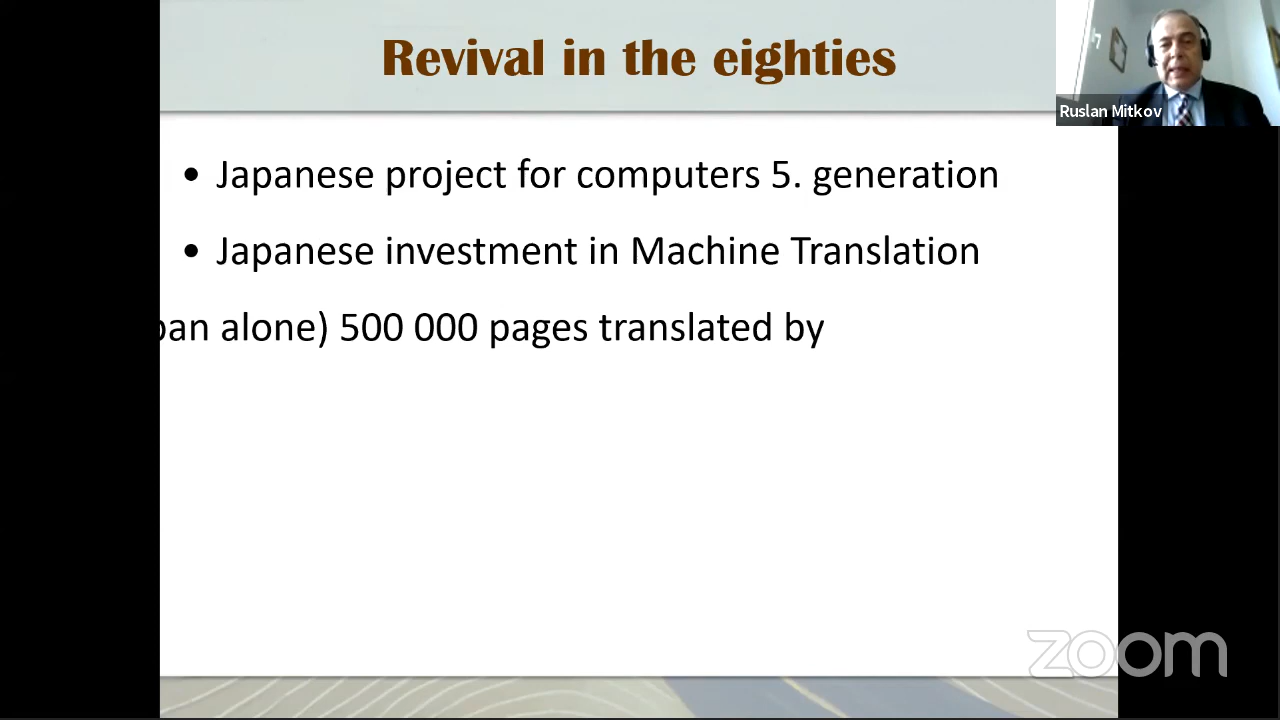 Revival in the eighties
Ruslan Mitkov
• Japanese project for computers 5. generation
• Japanese investment in Machine Translation
alone) 500 000 pages translated by
zoom